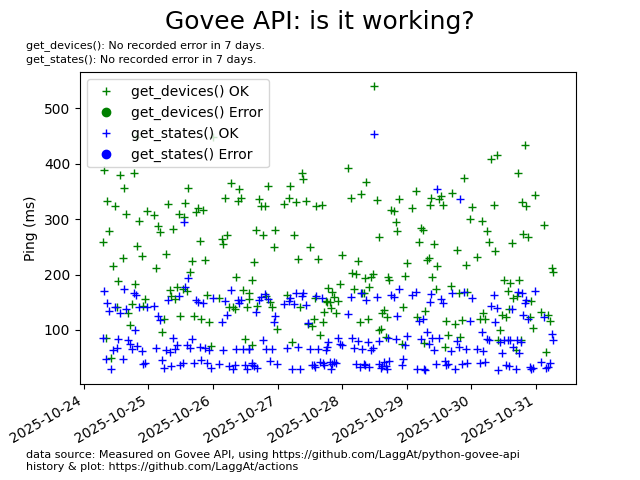 Govee API: is it working?
get_devices(): No recorded error in 7 days.
get_states(): No recorded error in 7 days.
get_devices() OK
get_devices() Error
get_states() OK
get_states() Error
Ping (ms)
500
400
300
200
100
2025-10-24
2025-10-25
2025-10-26
2025-10-27
2025-10-28
2025-10-29
2025-10-30
2025-10-31
data source: Measured on Govee API, using https://github.com/LaggAt/python-govee-api
history & plot: https://github.com/LaggAt/actions